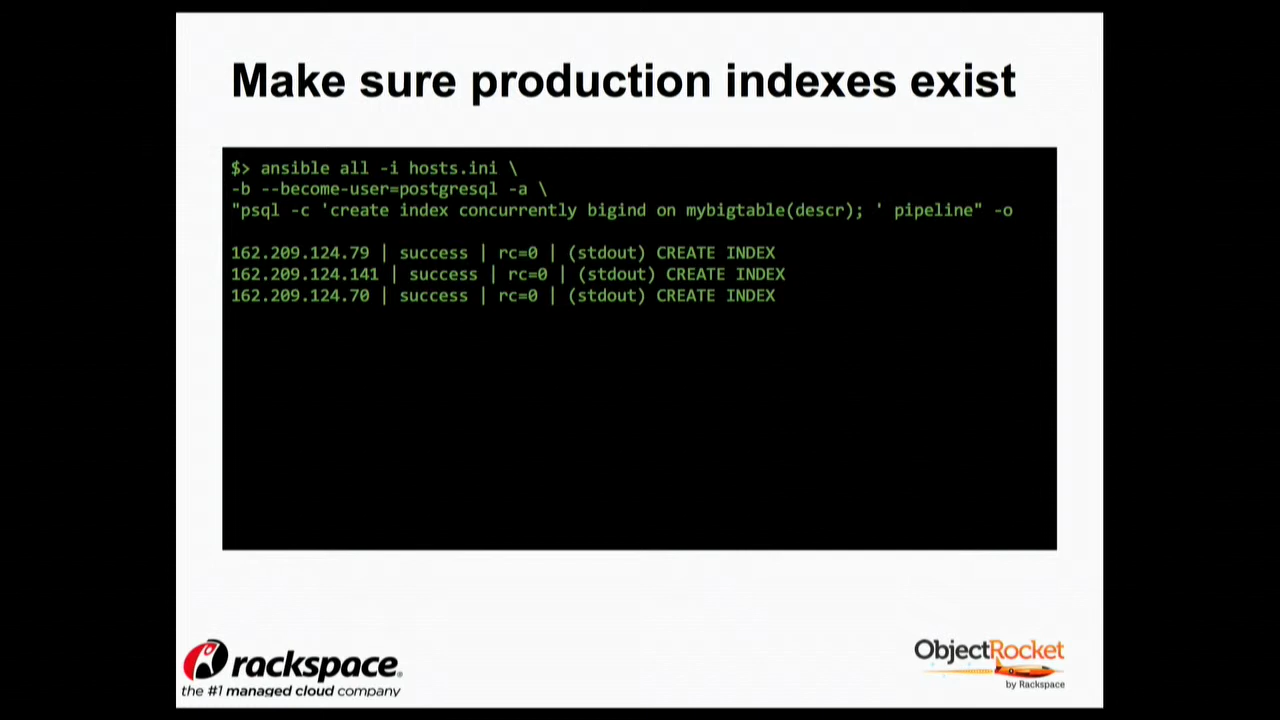 Make sure production indexes exist
$> ansible all -i hosts.ini \
-b --become-user=postgresql -a \
"psql -c 'create index concurrently bigind on mybigtable(descr); ' pipeline" -o
162.209.124.79 | success | rc=0 | (stdout) CREATE INDEX
162.209.124.141 | success | rc=0 | (stdout) CREATE INDEX
162.209.124.70 | success | rc=0 | (stdout) CREATE INDEX
rackspace®
the #1 managed cloud company
ObjectRocket
by Rackspace